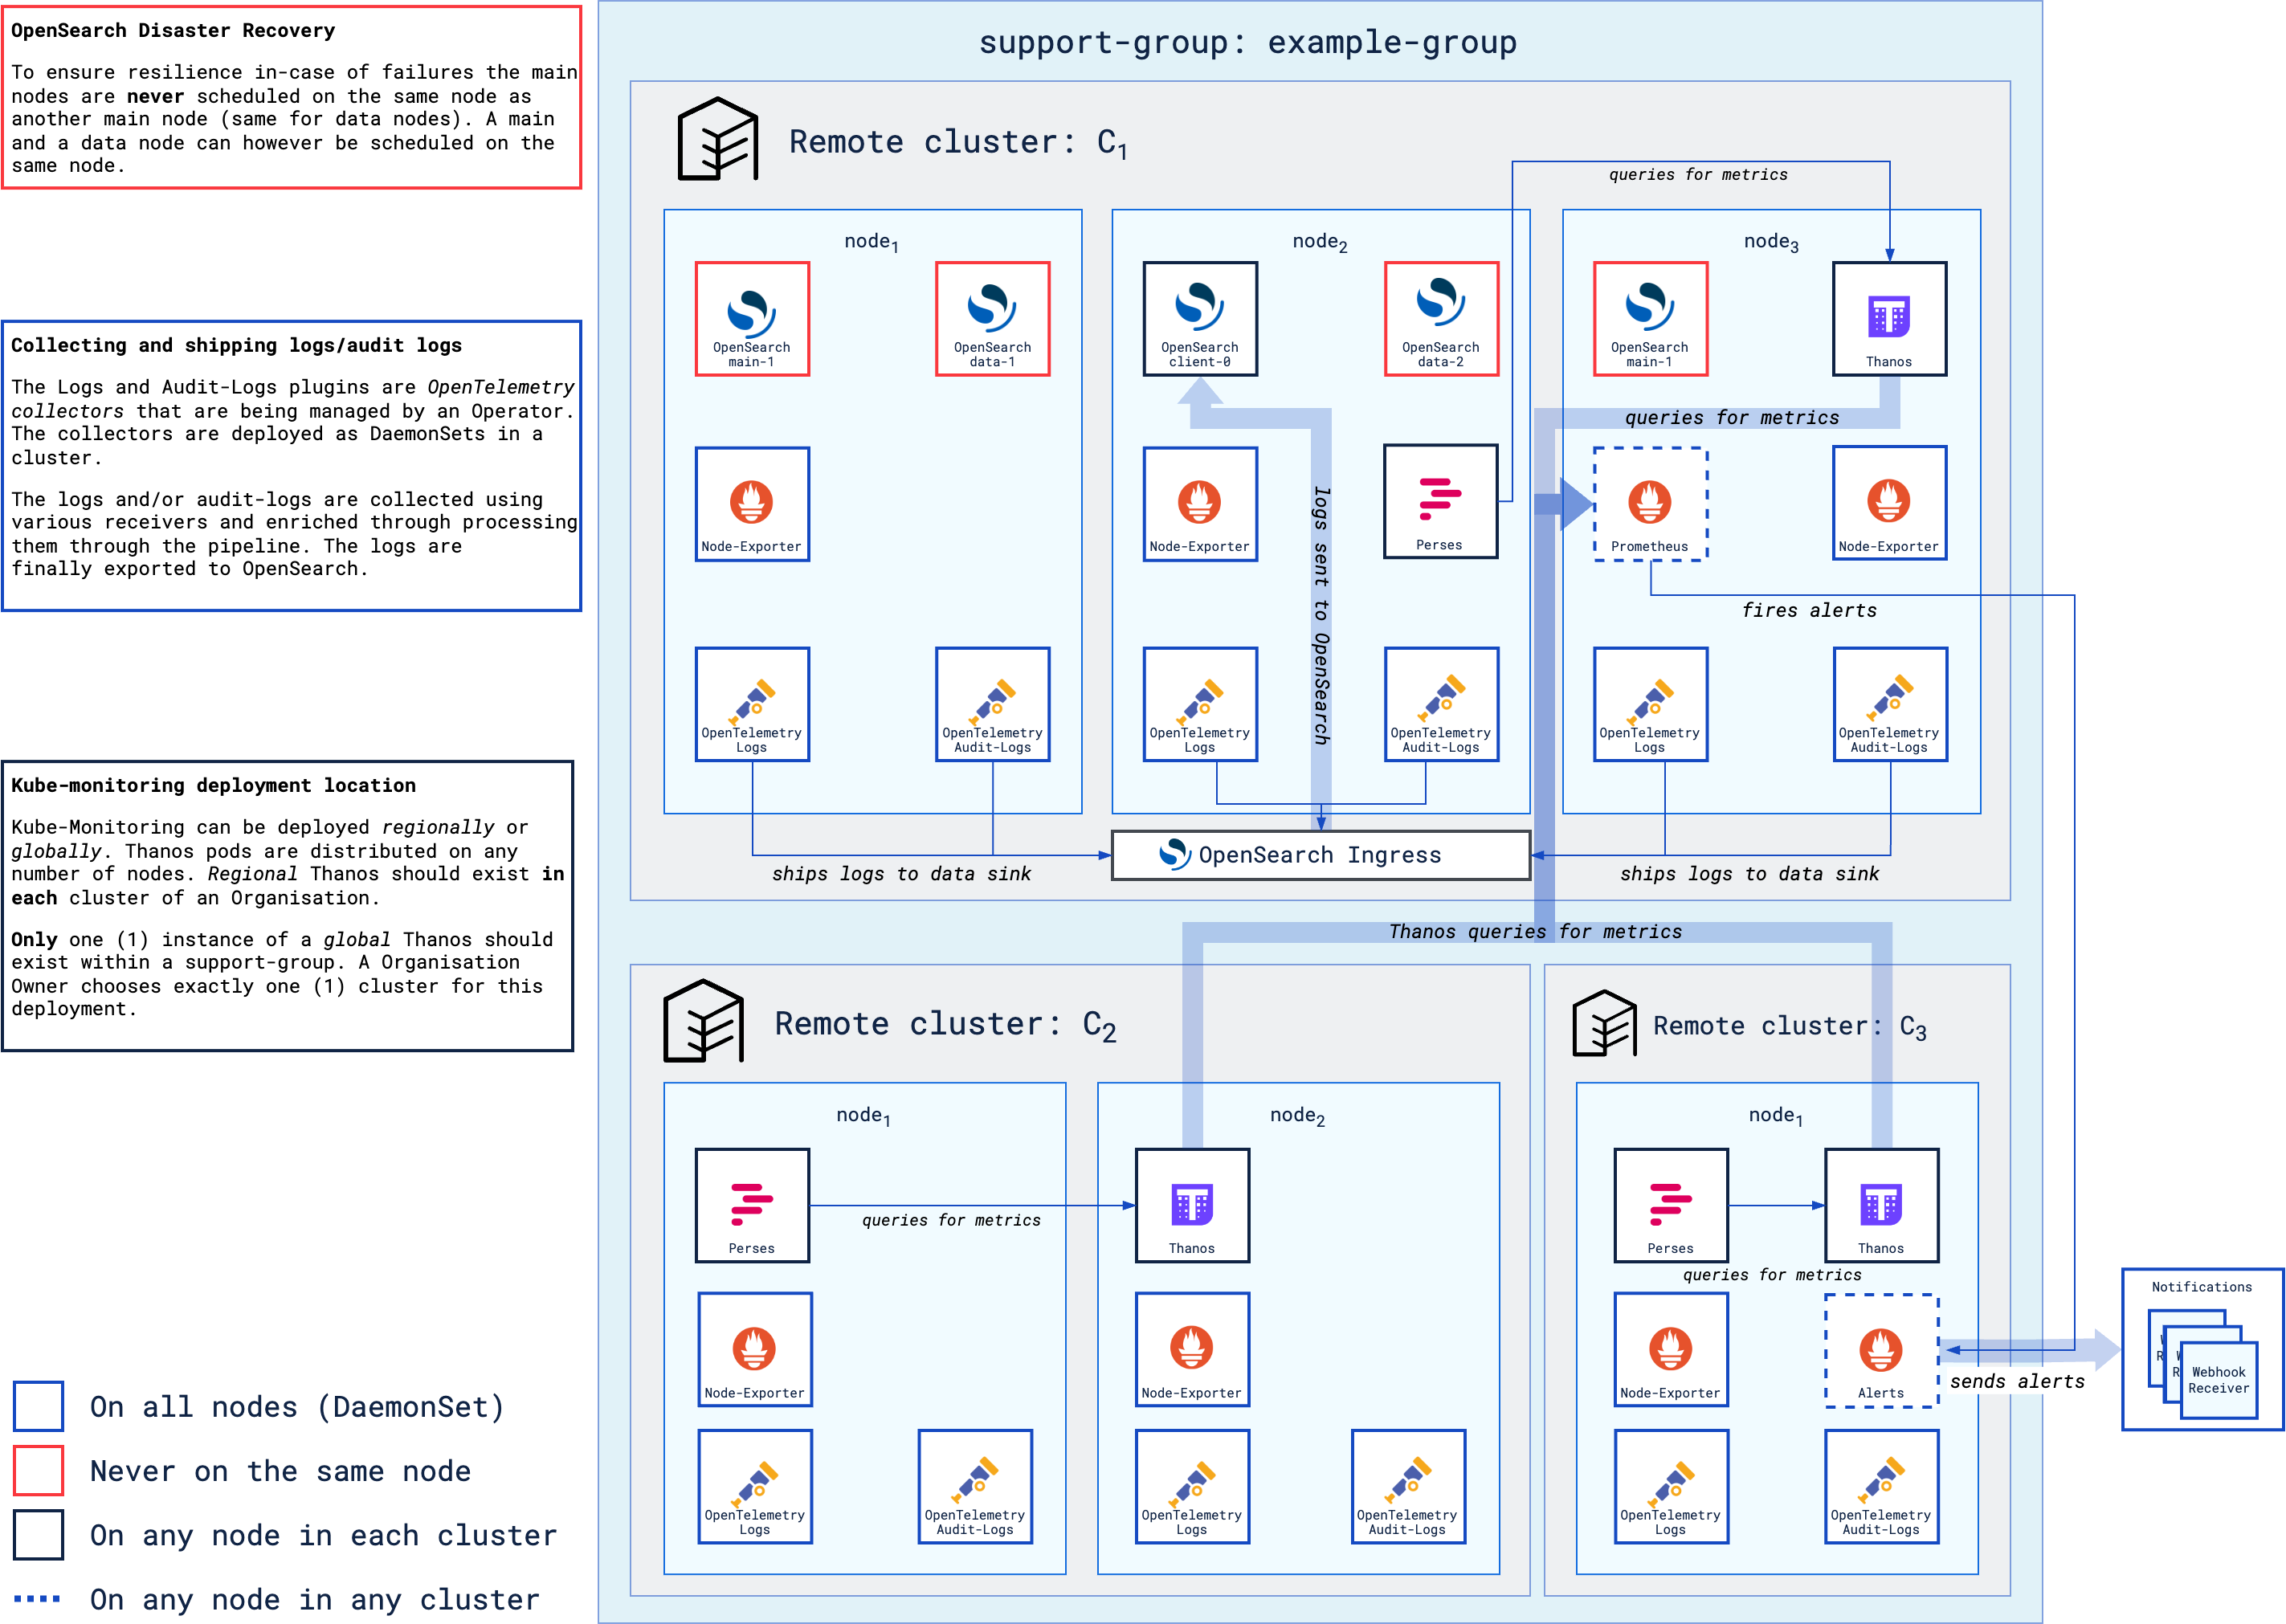 OpenSearch Disaster Recovery
To ensure resilience in-case of failures the main
nodes are never scheduled on the same node as
another main node (same for data nodes). A main
and a data node can however be scheduled on the
same node.
Collecting and shipping logs/audit logs
The Logs and Audit-Logs plugins are OpenTelemetry
collectors that are being managed by an Operator.
The collectors are deployed as DaemonSets in a
cluster.
The logs and/or audit-logs are collected using
various receivers and enriched through processing
them through the pipeline. The logs are
finally exported to OpenSearch.
Kube-monitoring deployment location
Kube-Monitoring can be deployed regionally or
globally. Thanos pods are distributed on any
number of nodes. Regional Thanos should exist in
each cluster of an Organisation.
Only one (1) instance of a global Thanos should
exist within a support-group. A Organisation
Owner chooses exactly one (1) cluster for this
deployment.
On all nodes (DaemonSet)
Never on the same node
On any node in each cluster
On any node in any cluster
support-group: example-group
Remote cluster: C1
queries for metrics
node1
OpenSearch
main-1
OpenSearch
data-1
Node-Exporter
OpenTelemetry
Logs
OpenTelemetry
Audit-Logs
node2
OpenSearch
client-0
OpenSearch
data-2
Node-Exporter
Perses
logs sent to OpenSearch
OpenTelemetry
Logs
OpenTelemetry
Audit-Logs
node3
OpenSearch
main-1
Thanos
queries for metrics
Prometheus
Node-Exporter
fires alerts
OpenTelemetry
Logs
OpenTelemetry
Audit-Logs
ships logs to data sink
OpenSearch Ingress
ships logs to data sink
Thanos queries for metrics
Remote cluster: C2
node1
Perses
queries for metrics
Node-Exporter
OpenTelemetry
Logs
OpenTelemetry
Audit-Logs
node2
Thanos
Node-Exporter
OpenTelemetry
Logs
OpenTelemetry
Audit-Logs
Remote cluster: C3
node1
Perses
Thanos
queries for metrics
Node-Exporter
Alerts
sends alerts
OpenTelemetry
Logs
OpenTelemetry
Audit-Logs
Notifications
Webhook
Receiver